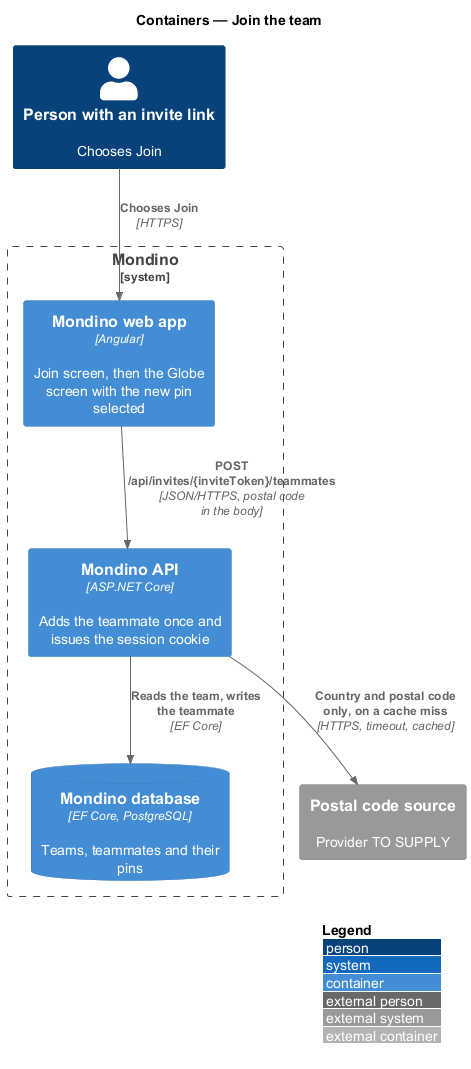 Containers — Join the team
Person with an invite link
Chooses Join
Chooses Join
[HTTPS]
Mondino
[system]
Mondino web app
[Angular]
Join screen, then the Globe
screen with the new pin
selected
POST
/api/invites/{inviteToken}/teammates
[JSON/HTTPS, postal code
in the body]
Mondino API
[ASP.NET Core]
Adds the teammate once and
issues the session cookie
Reads the team, writes
the teammate
[EF Core]
Country and postal code
only, on a cache miss
[HTTPS, timeout, cached]
Mondino database
[EF Core, PostgreSQL]
Teams, teammates and their
pins
Postal code source
Provider TO SUPPLY
Legend
person
system
container
external person
external system
external container